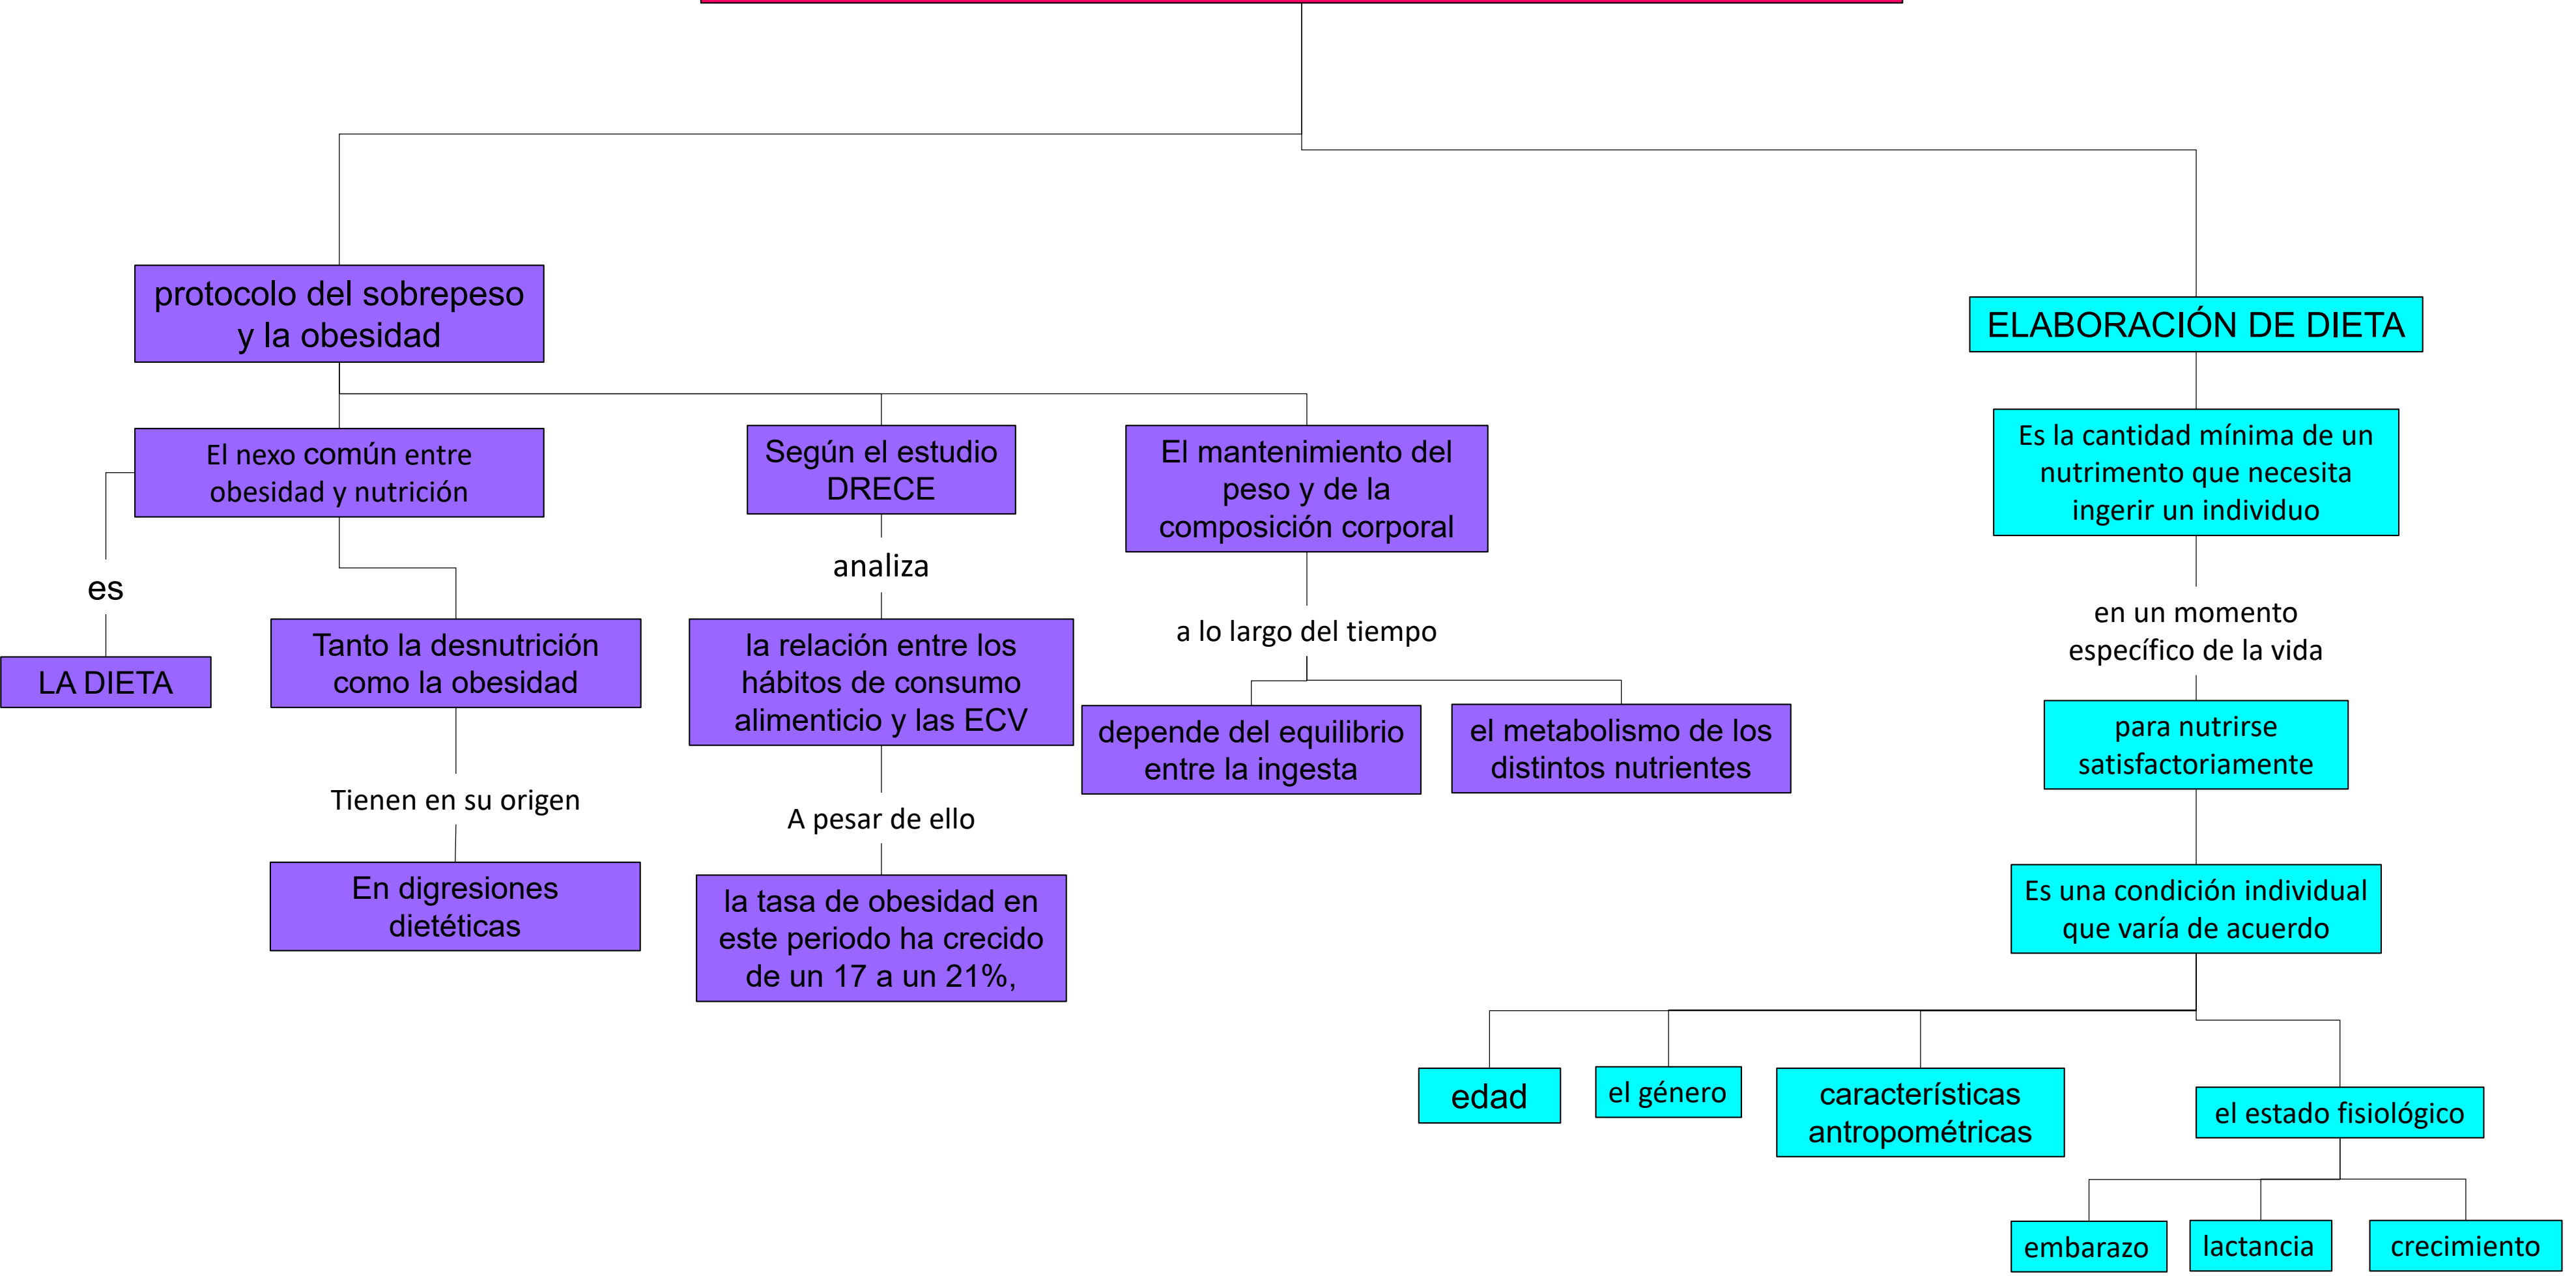 protocolo del sobrepeso
y la obesidad
El nexo común entre
obesidad y nutrición
es
LA DIETA
Tanto la desnutrición
como la obesidad
Tienen en su origen
En digresiones
dietéticas
Según el estudio
DRECE
analiza
la relación entre los
hábitos de consumo
alimenticio y las ECV
A pesar de ello
la tasa de obesidad en
este periodo ha crecido
de un 17 a un 21%,
El mantenimiento del
peso y de la
composición corporal
a lo largo del tiempo
depende del equilibrio
entre la ingesta
el metabolismo de los
distintos nutrientes
ELABORACIÓN DE DIETA
Es la cantidad mínima de un
nutrimento que necesita
ingerir un individuo
en un momento
específico de la vida
para nutrirse
satisfactoriamente
Es una condición individual
que varía de acuerdo
edad
el género
características
antropométricas
el estado fisiológico
embarazo
lactancia
crecimiento